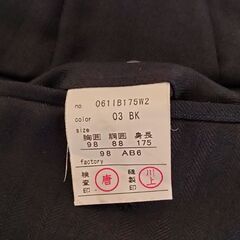 no. 061IB175W2
color 03 BK
size
胸囲 胴囲 身長
98 88 175
98 AB6
factory
検査印 唐 縫製印 川上